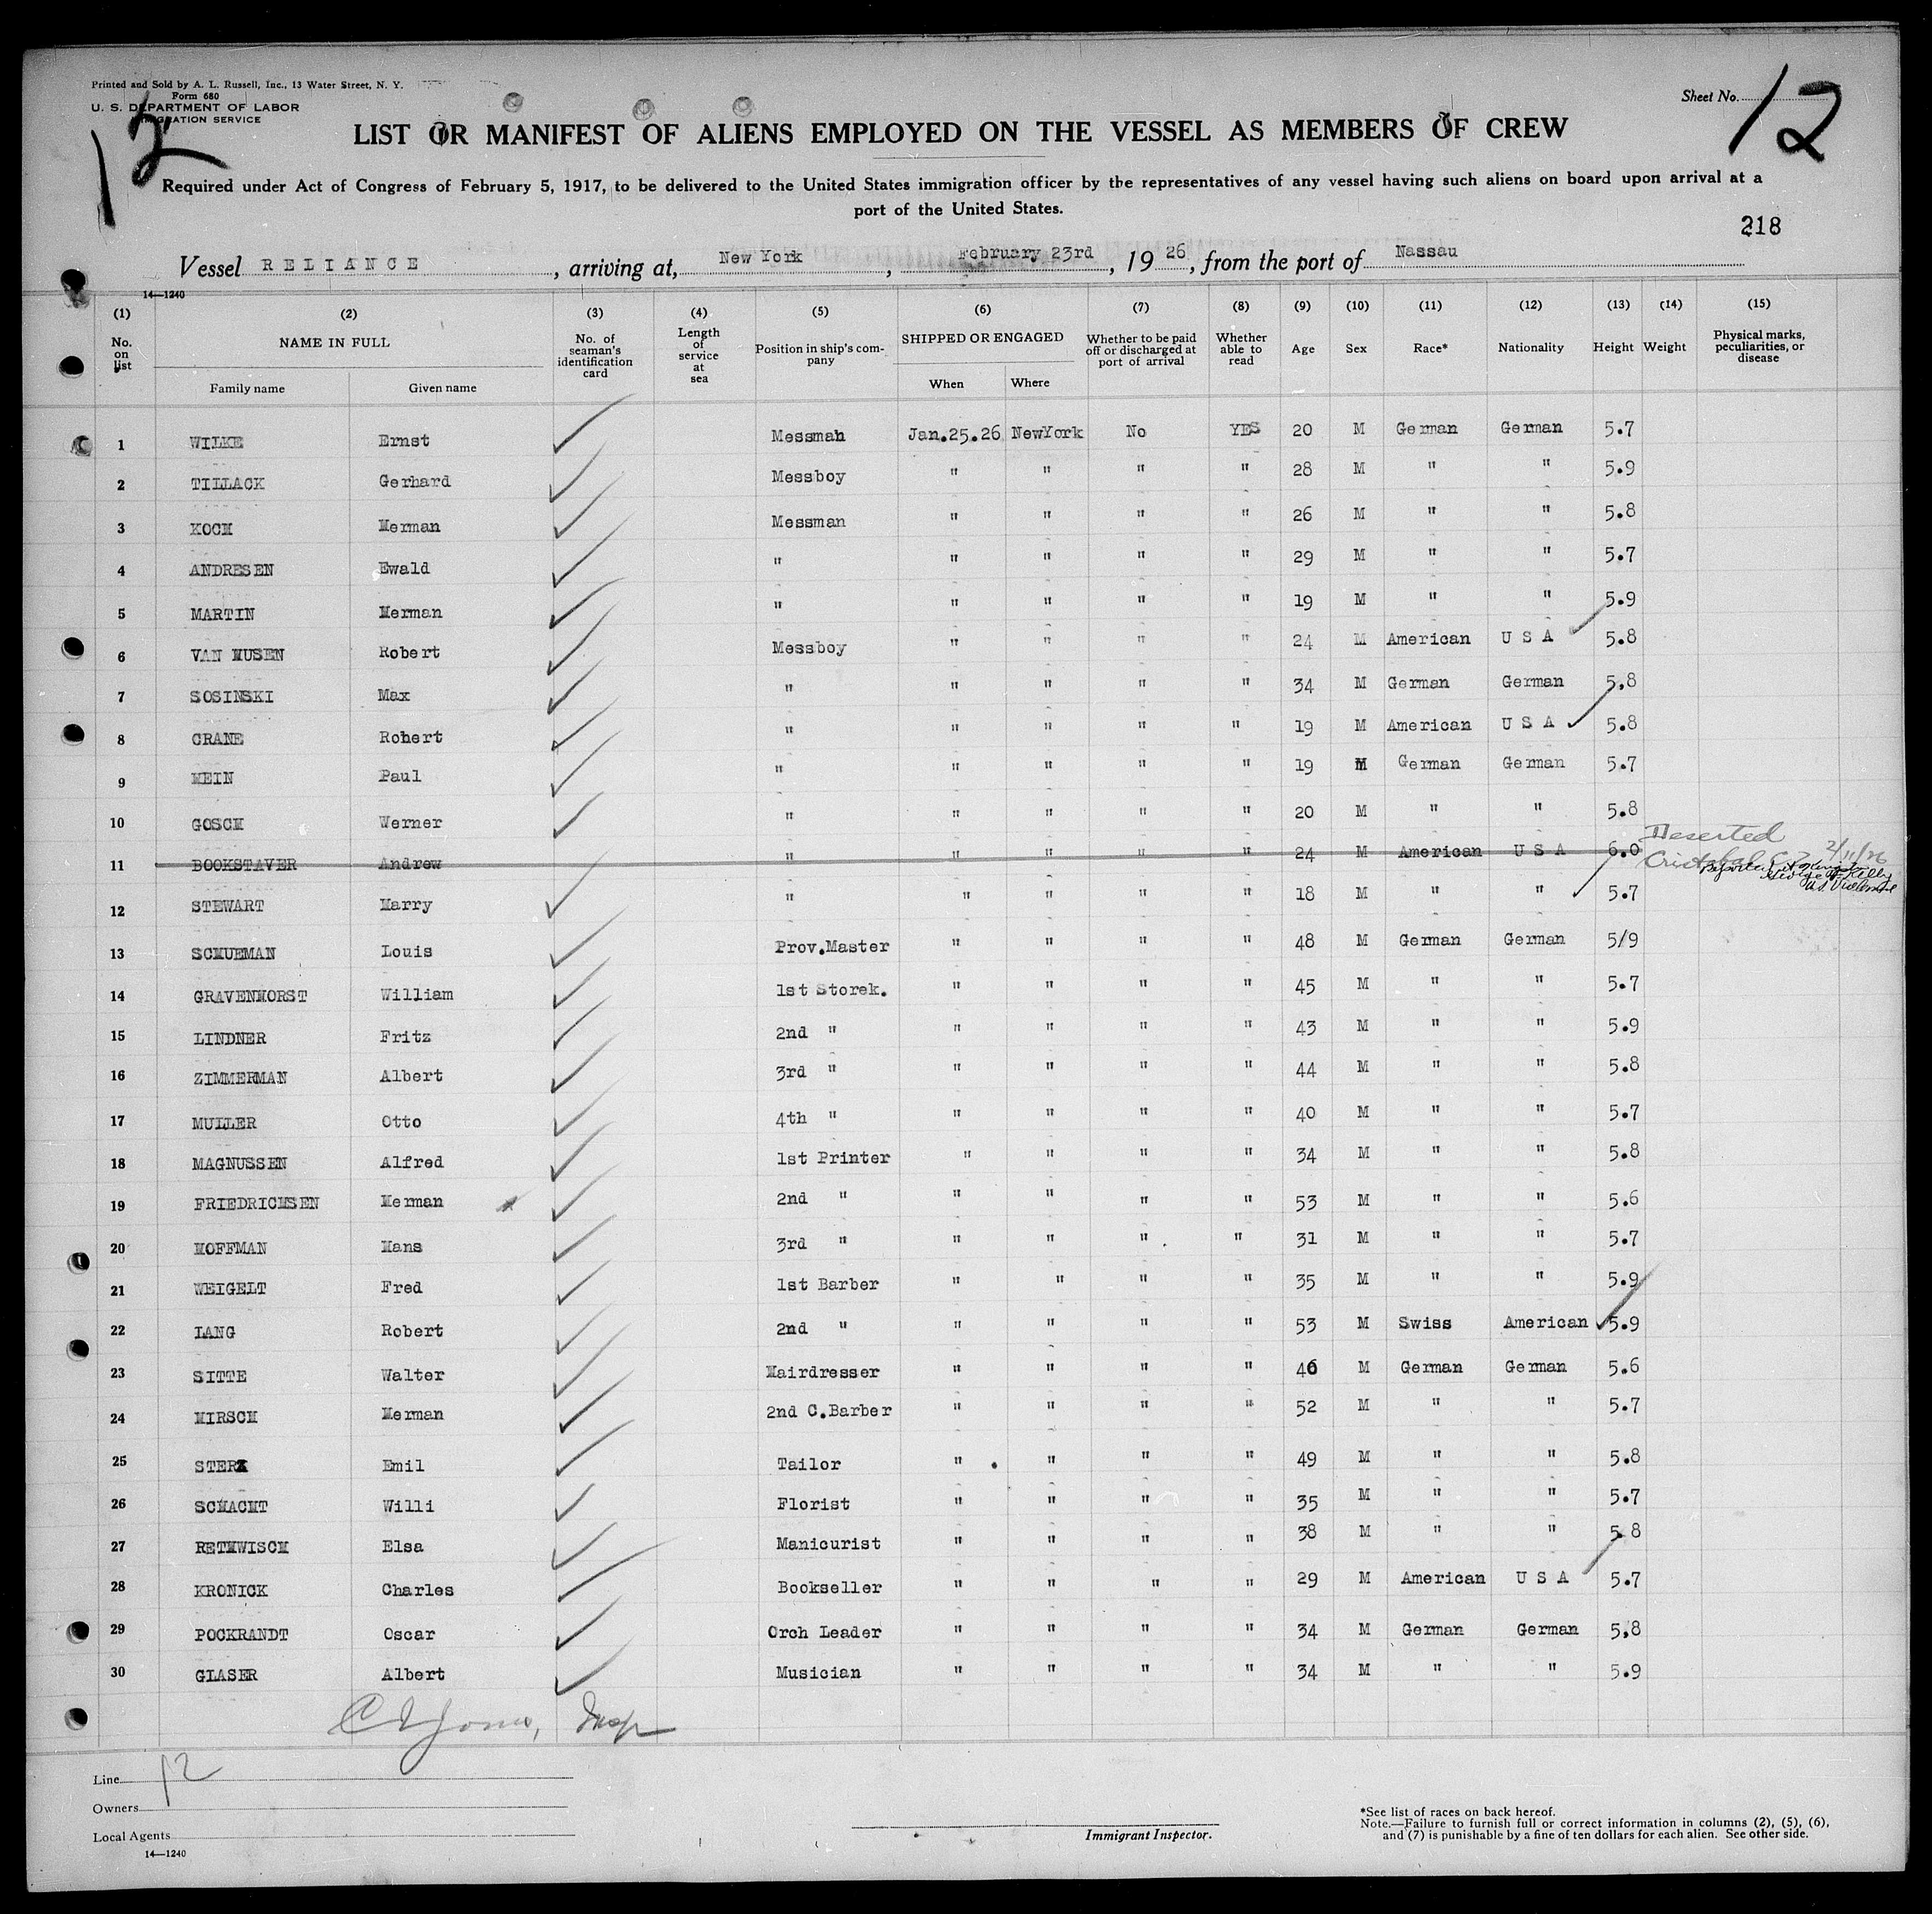 Printed and Sold by A. L. Russell, Inc., 13 Water Street, N. Y.
Form 680
U. S. DEPARTMENT OF LABOR
IMMIGRATION SERVICE
12
Sheet No. 12
LIST OR MANIFEST OF ALIENS EMPLOYED ON THE VESSEL AS MEMBERS OF CREW
Required under Act of Congress of February 5, 1917, to be delivered to the United States immigration officer by the representatives of any vessel having such aliens on board upon arrival at a
port of the United States.
218
Vessel RELIANCE, arriving at, New York, February 23rd, 19 26, from the port of Nassau
14—1240
(1) (2) (3) (4) (5) (6) (7) (8) (9) (10) (11) (12) (13) (14) (15)
No. on list NAME IN FULL Family name Given name No. of seaman's identification card Length of service at sea Position in ship's company SHIPPED OR ENGAGED When Where Whether to be paid off or discharged at port of arrival Whether able to read Age Sex Race* Nationality Height Weight Physical marks, peculiarities, or disease
1 WILKE Ernst Messman Jan.25.26 NewYork No YES 20 M German German 5.7
2 TILLACK Gerhard Messboy " " " " 28 M " " 5.9
3 KOCH Herman Messman " " " " 26 M " " 5.8
4 ANDRESEN Ewald " " " " " 29 M " " 5.7
5 MARTIN Herman " " " " " 19 M " " 5.9
6 VAN HUSEN Robert Messboy " " " " 24 M American U S A 5.8
7 SOSINSKI Max " " " " " 34 M German German 5,8
8 CRANE Robert " " " " " 19 M American U S A 5.8
9 HEIN Paul " " " " " 19 M German German 5.7
10 GOSCH Werner " " " " " 20 M " " 5.8
11 BOOKSTAVER Andrew " " " " " 24 M American U S A 6.0 Deserted Cristobal C Z 2/11/26
12 STEWART Harry " " " " " 18 M " " 5.7
13 SCHUEMAN Louis Prov.Master " " " " 48 M German German 5/9
14 GRAVENHORST William 1st Storek. " " " " 45 M " " 5.7
15 LINDNER Fritz 2nd " " " " " 43 M " " 5.9
16 ZIMMERMAN Albert 3rd " " " " " 44 M " " 5.8
17 MULLER Otto 4th " " " " " 40 M " " 5.7
18 MAGNUSSEN Alfred 1st Printer " " " " 34 M " " 5.8
19 FRIEDRICHSEN Herman 2nd " " " " " 53 M " " 5.6
20 HOFFMAN Hans 3rd " " " " " 31 M " " 5.7
21 WEIGELT Fred 1st Barber " " " " 35 M " " 5.9
22 LANG Robert 2nd " " " " " 53 M Swiss American 5.9
23 SITTE Walter Hairdresser " " " " 46 M German German 5.6
24 HIRSCH Herman 2nd C.Barber " " " " 52 M " " 5.7
25 STERK Emil Tailor " " " " 49 M " " 5.8
26 SCHACHT Willi Florist " " " " 35 M " " 5.7
27 RETHWISCH Elsa Manicurist " " " " 38 M " " 5.8
28 KRONICK Charles Bookseller " " " " 29 M American U S A 5.7
29 POCKRANDT Oscar Orch Leader " " " " 34 M German German 5,8
30 GLASER Albert Musician " " " " 34 M " " 5.9
Insp
Line 12
Owners
Local Agents
14—1240
Immigrant Inspector.
*See list of races on back hereof.
Note.—Failure to furnish full or correct information in columns (2), (5), (6),
and (7) is punishable by a fine of ten dollars for each alien. See other side.